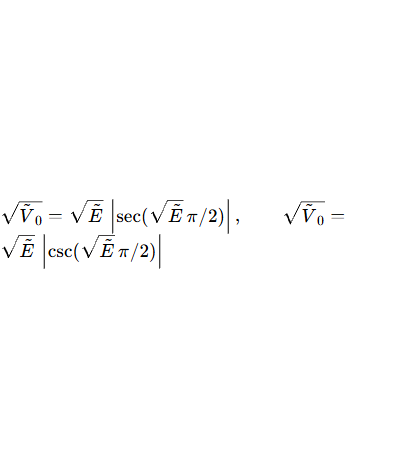 √Ṽ₀ = √Ẽ |sec(√Ẽ π/2)| , √Ṽ₀ =
√Ẽ |csc(√Ẽ π/2)|